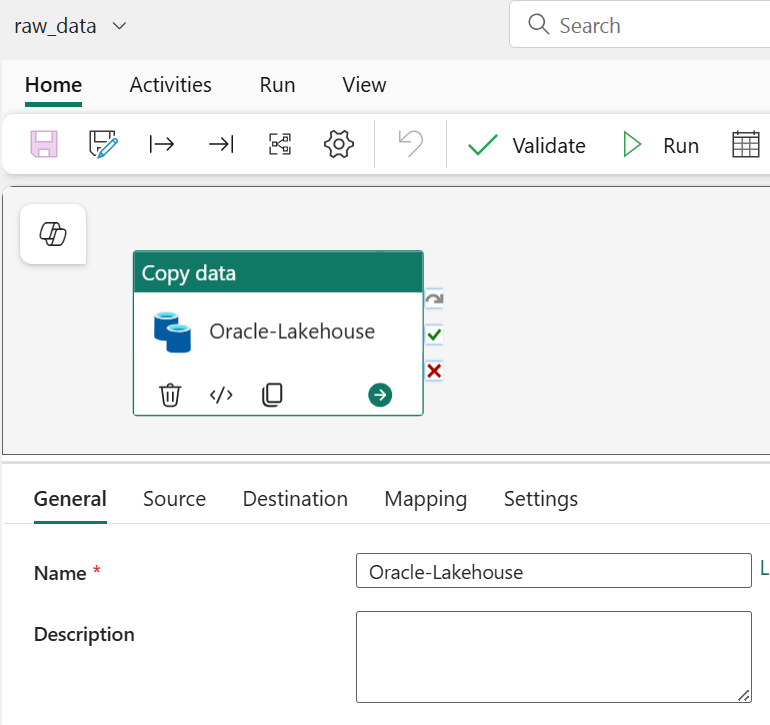 raw_data
Search
Home Activities Run View
Validate Run
Copy data
Oracle-Lakehouse
</>
General Source Destination Mapping Settings
Name * Oracle-Lakehouse L
Description